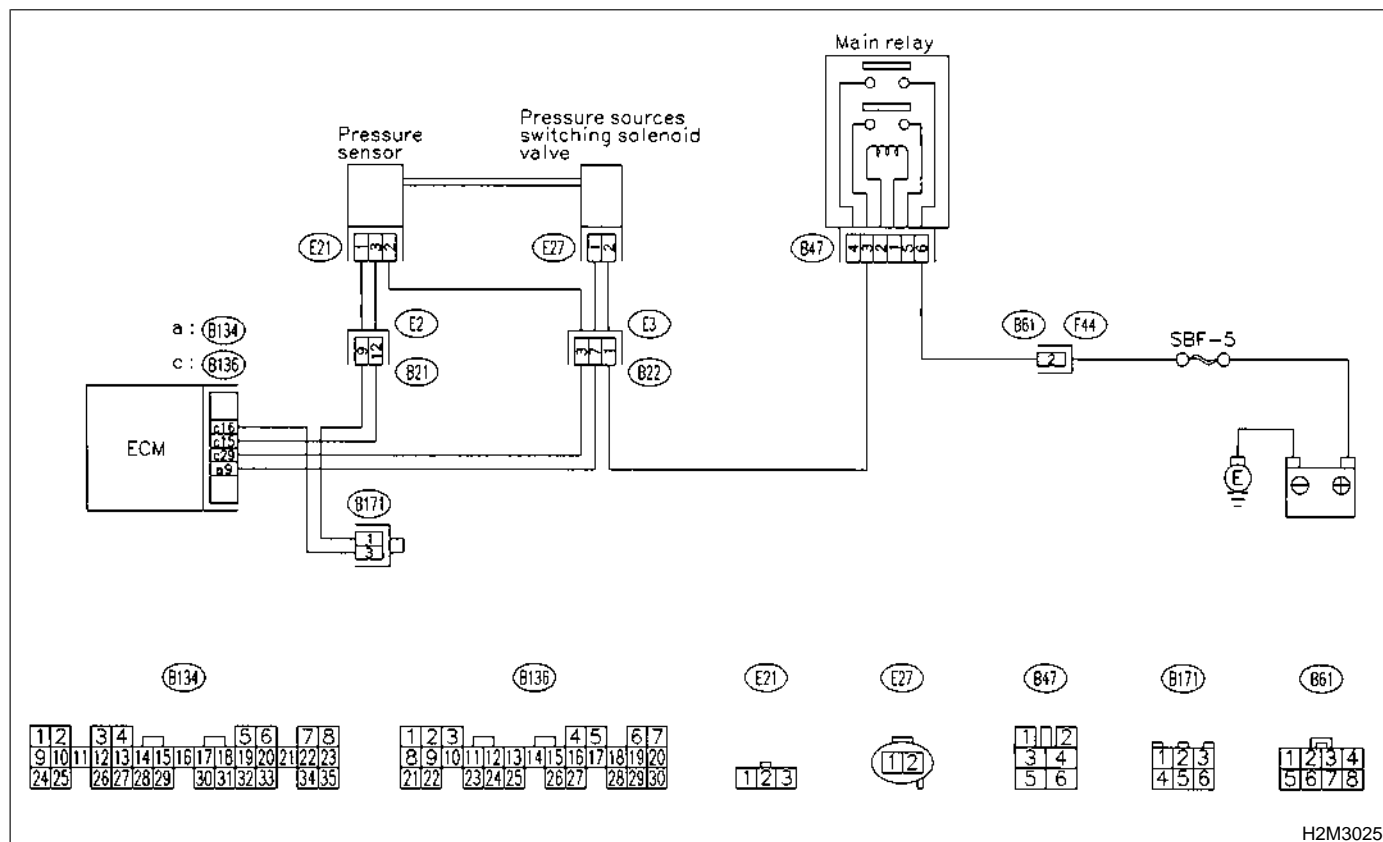 Main relay
Pressure sources
switching solenoid
valve
Pressure
sensor
E21
1 3 2
E27
1 2
B47
4 3 2 1 5 6
a : B134
c : B136
E2
9 12
B21
E3
3 7 1
B22
B61
F44
2
SBF-5
ECM
c16
c15
c29
a9
B171
1
3
E
⊖ ⊕
B134
B136
E21
E27
B47
B171
B61
1 2 3 4 5 6 7 8
9 10 11 12 13 14 15 16 17 18 19 20 21 22 23
24 25 26 27 28 29 30 31 32 33 34 35
1 2 3 4 5 6 7
8 9 10 11 12 13 14 15 16 17 18 19 20
21 22 23 24 25 26 27 28 29 30
1 2 3
1 2
1 2
3 4
5 6
1 2 3
4 5 6
1 2 3 4
5 6 7 8
H2M3025